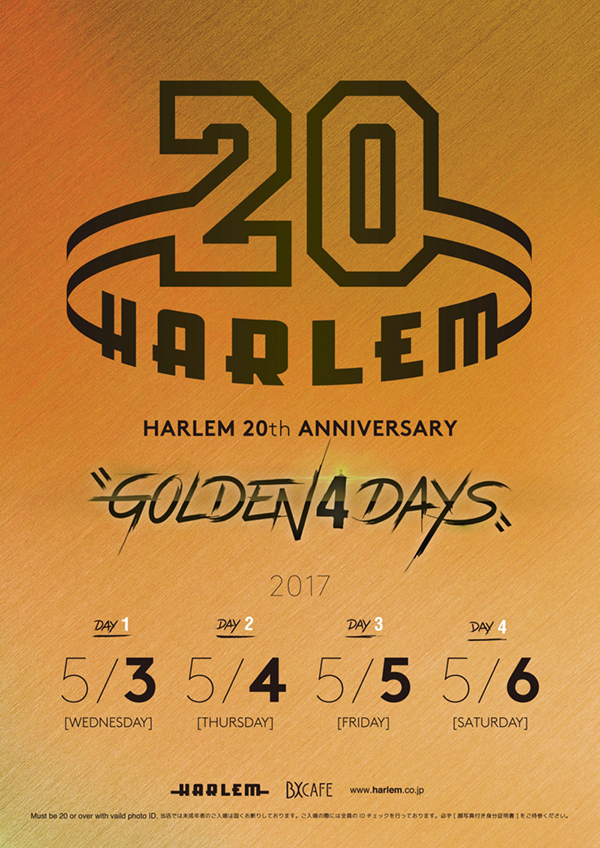 20
HARLEM
HARLEM 20th ANNIVERSARY
"GOLDEN 4 DAYS"
2017
DAY 1 DAY 2 DAY 3 DAY 4
5/3 5/4 5/5 5/6
[WEDNESDAY] [THURSDAY] [FRIDAY] [SATURDAY]
HARLEM BXCAFE www.harlem.co.jp
Must be 20 or over with vaild photo ID. 当店では未成年者のご入場は固くお断りしております。ご入場の際には全員の ID チェックを行っております。必ず [ 顔写真付き身分証明書 ] をご持参ください。